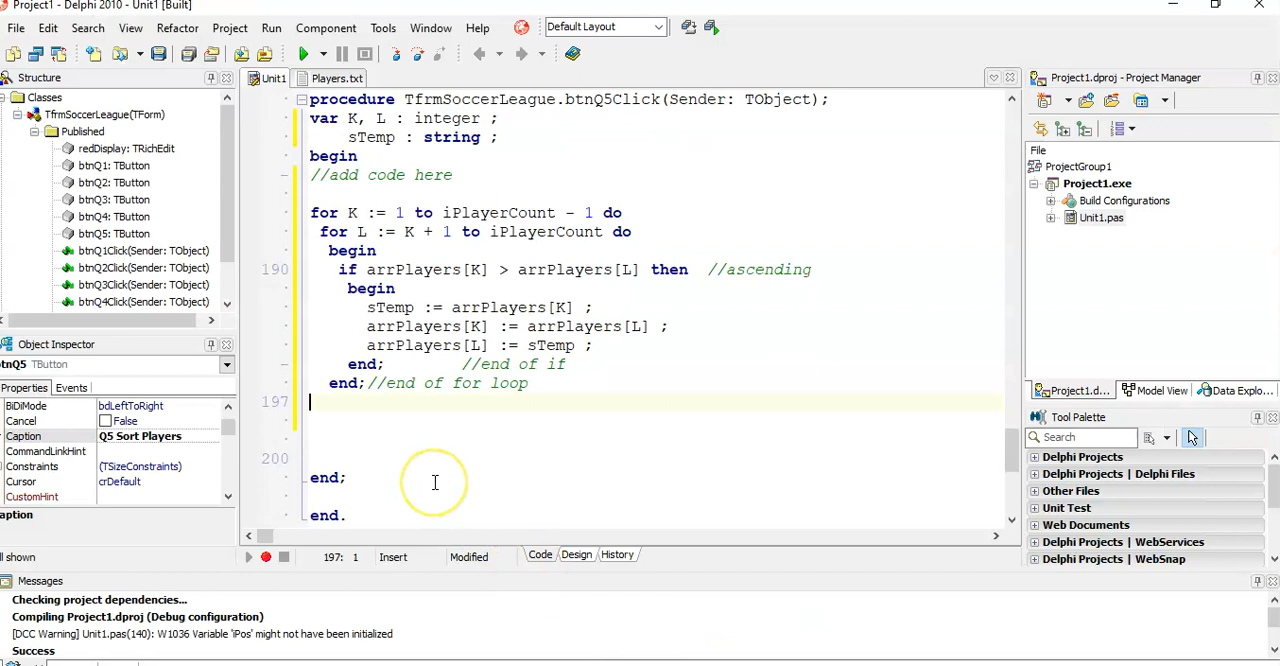 Project1 - Delphi 2010 - Unit1 [Built]
File Edit Search View Refactor Project Run Component Tools Window Help Default Layout
Structure
Classes
TfrmSoccerLeague(TForm)
Published
redDisplay: TRichEdit
btnQ1: TButton
btnQ2: TButton
btnQ3: TButton
btnQ4: TButton
btnQ5: TButton
btnQ1Click(Sender: TObject)
btnQ2Click(Sender: TObject)
btnQ3Click(Sender: TObject)
btnQ4Click(Sender: TObject)
Object Inspector
tnQ5 TButton
Properties Events
BiDiMode bdLeftToRight
Cancel False
Caption Q5 Sort Players
CommandLinkHint
Constraints (TSizeConstraints)
Cursor crDefault
CustomHint
aption
ll shown
Unit1 Players.txt
procedure TfrmSoccerLeague.btnQ5Click(Sender: TObject);
var K, L : integer ;
sTemp : string ;
begin
//add code here
for K := 1 to iPlayerCount - 1 do
for L := K + 1 to iPlayerCount do
begin
190 if arrPlayers[K] > arrPlayers[L] then //ascending
begin
sTemp := arrPlayers[K] ;
arrPlayers[K] := arrPlayers[L] ;
arrPlayers[L] := sTemp ;
end; //end of if
end;//end of for loop
197
200
end;
end.
197: 1 Insert Modified Code Design History
Project1.dproj - Project Manager
File
ProjectGroup1
Project1.exe
Build Configurations
Unit1.pas
Project1.d... Model View Data Explo...
Tool Palette
Search
Delphi Projects
Delphi Projects | Delphi Files
Other Files
Unit Test
Web Documents
Delphi Projects | WebServices
Delphi Projects | WebSnap
Messages
Checking project dependencies...
Compiling Project1.dproj (Debug configuration)
[DCC Warning] Unit1.pas(140): W1036 Variable 'iPos' might not have been initialized
Success